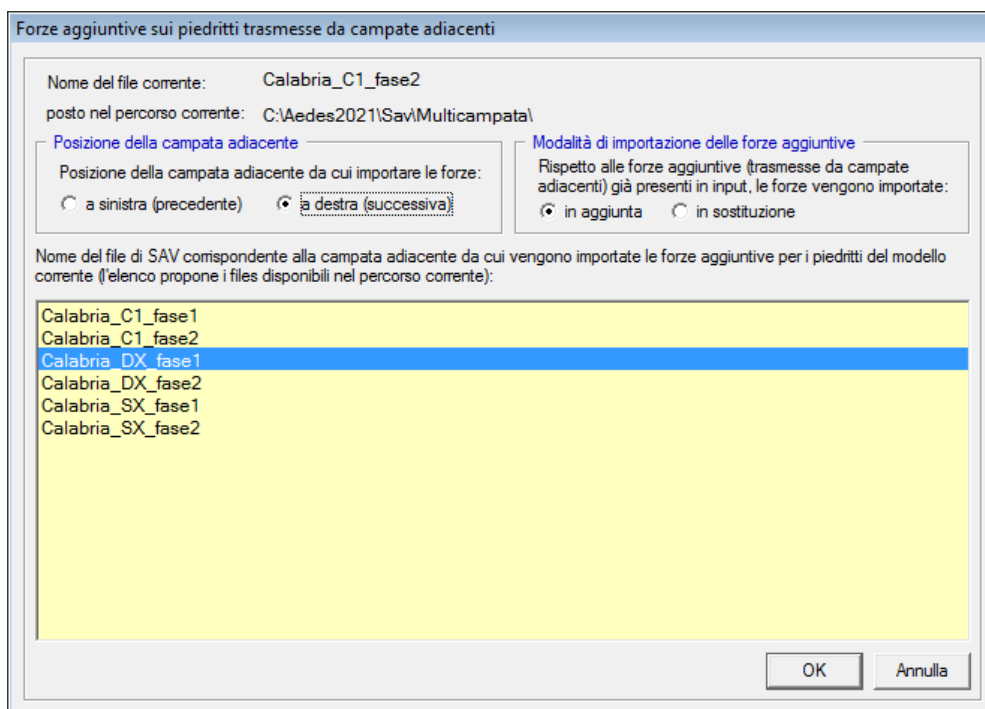 Forze aggiuntive sui piedritti trasmesse da campate adiacenti
Nome del file corrente: Calabria_C1_fase2
posto nel percorso corrente: C:\Aedes2021\Sav\Multicampata\
Posizione della campata adiacente
Posizione della campata adiacente da cui importare le forze:
a sinistra (precedente) a destra (successiva)
Modalità di importazione delle forze aggiuntive
Rispetto alle forze aggiuntive (trasmesse da campate
adiacenti) già presenti in input, le forze vengono importate:
in aggiunta in sostituzione
Nome del file di SAV corrispondente alla campata adiacente da cui vengono importate le forze aggiuntive per i piedritti del modello
corrente (l'elenco propone i files disponibili nel percorso corrente):
Calabria_C1_fase1
Calabria_C1_fase2
Calabria_DX_fase1
Calabria_DX_fase2
Calabria_SX_fase1
Calabria_SX_fase2
OK Annulla